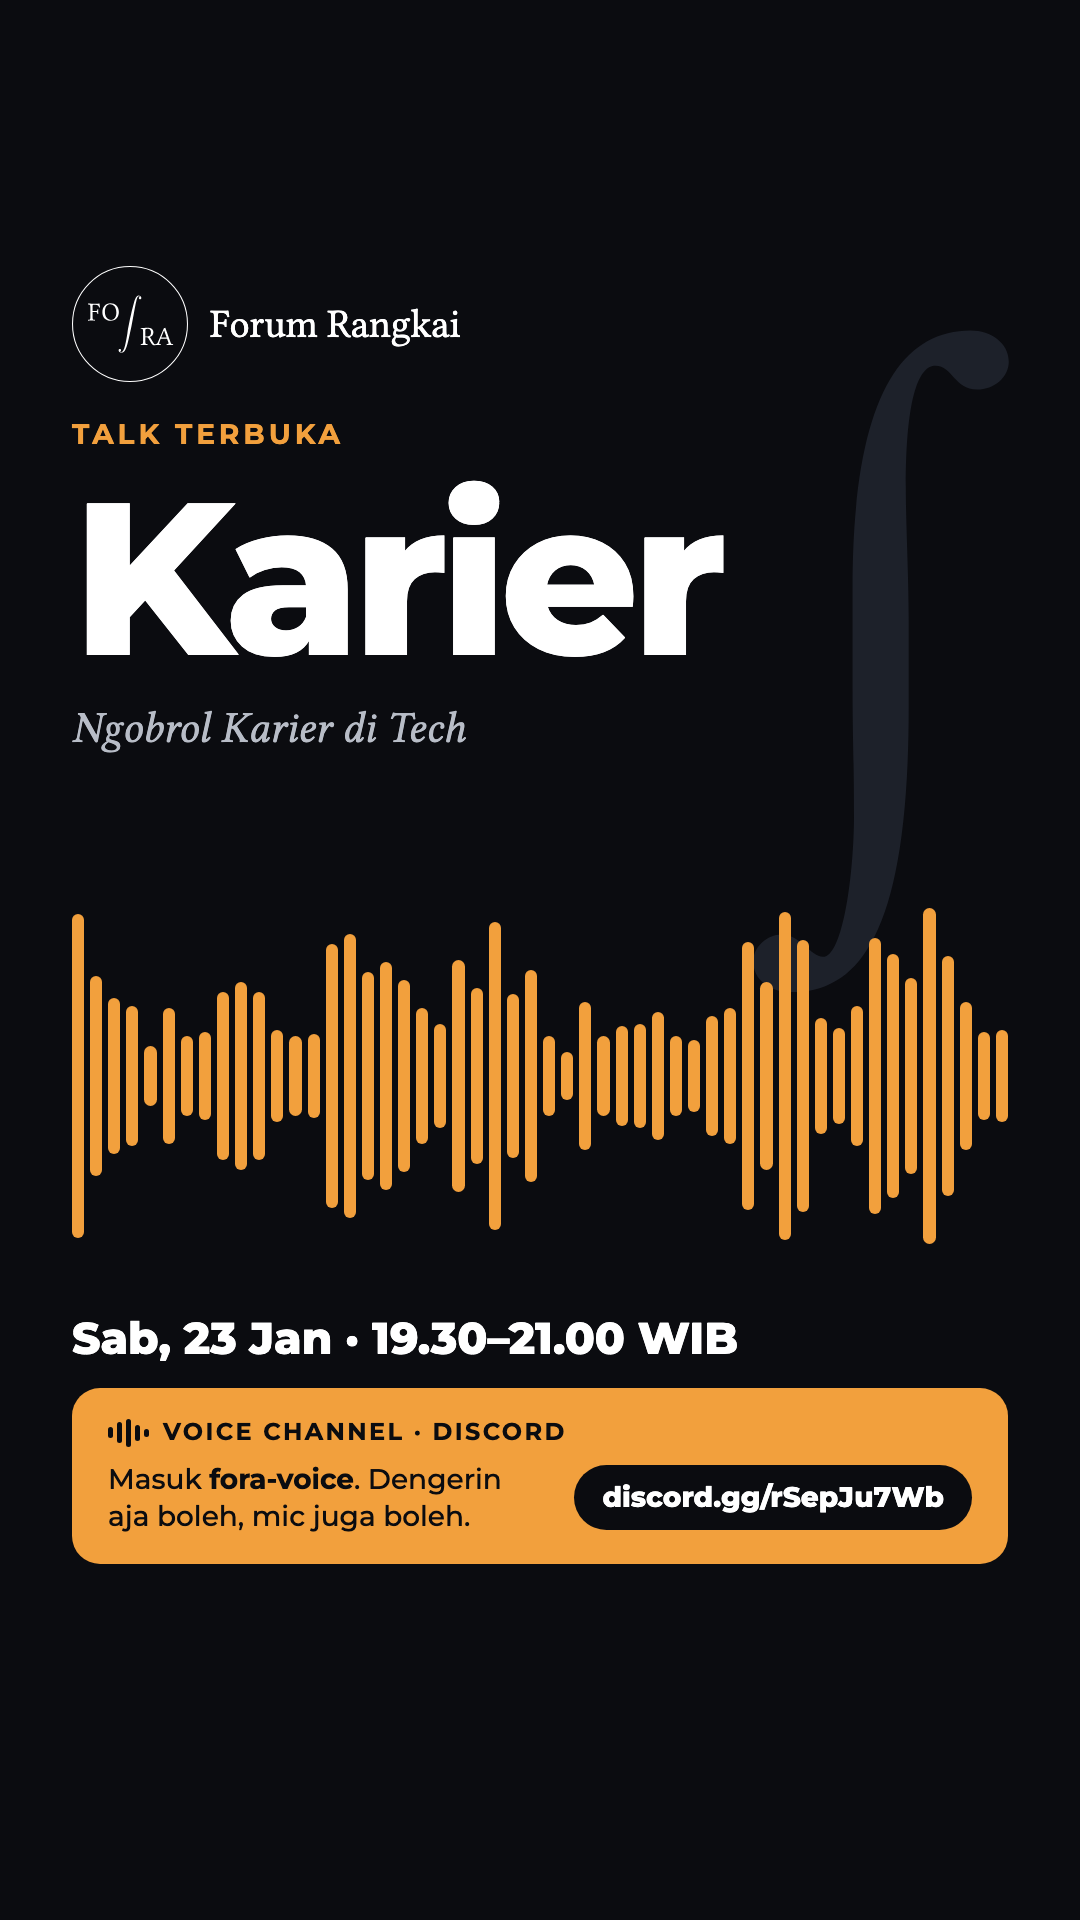 FO∫RA
Forum Rangkai
TALK TERBUKA
Karier
Ngobrol Karier di Tech
Sab, 23 Jan · 19.30–21.00 WIB
VOICE CHANNEL · DISCORD
Masuk fora-voice. Dengerin
aja boleh, mic juga boleh.
discord.gg/rSepJu7Wb